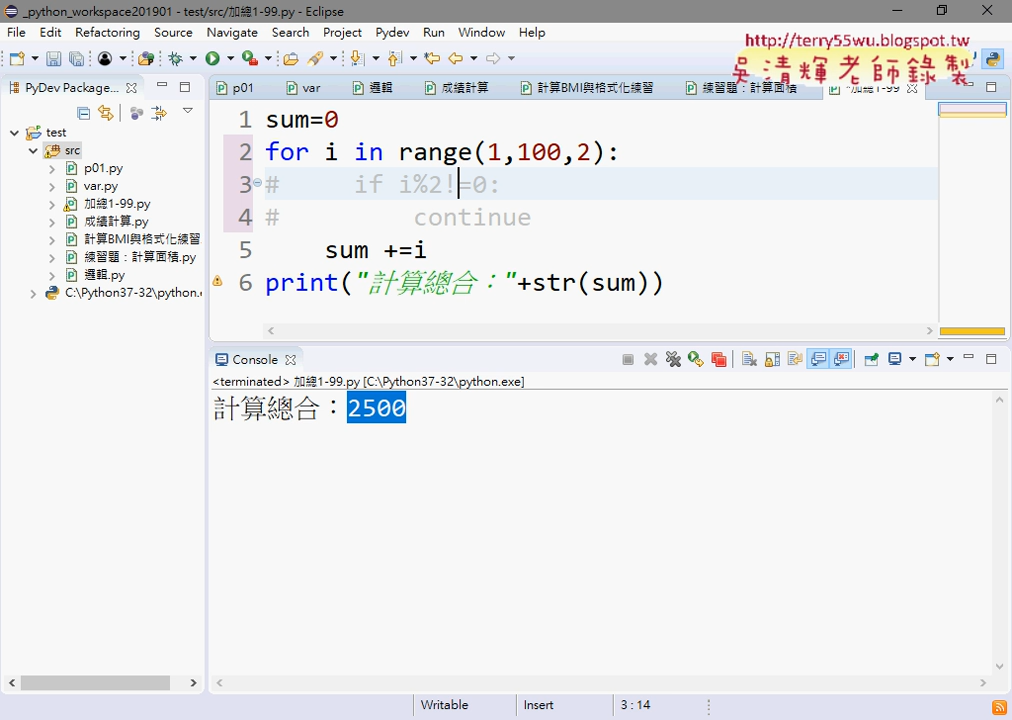 _python_workspace201901 - test/src/加總1-99.py - Eclipse
File Edit Refactoring Source Navigate Search Project Pydev Run Window Help
http://terry55wu.blogspot.tw
吳清輝老師錄製
PyDev Package...
p01 var 邏輯 成績計算 計算BMI與格式化練習 練習題：計算面積 *加總1-99
test
src
p01.py
var.py
加總1-99.py
成績計算.py
計算BMI與格式化練習
練習題：計算面積.py
邏輯.py
C:\Python37-32\python.
1 sum=0
2 for i in range(1,100,2):
3 #     if i%2!=0:
4 #         continue
5     sum +=i
6 print("計算總合："+str(sum))
Console
<terminated> 加總1-99.py [C:\Python37-32\python.exe]
計算總合：2500
Writable Insert 3 : 14